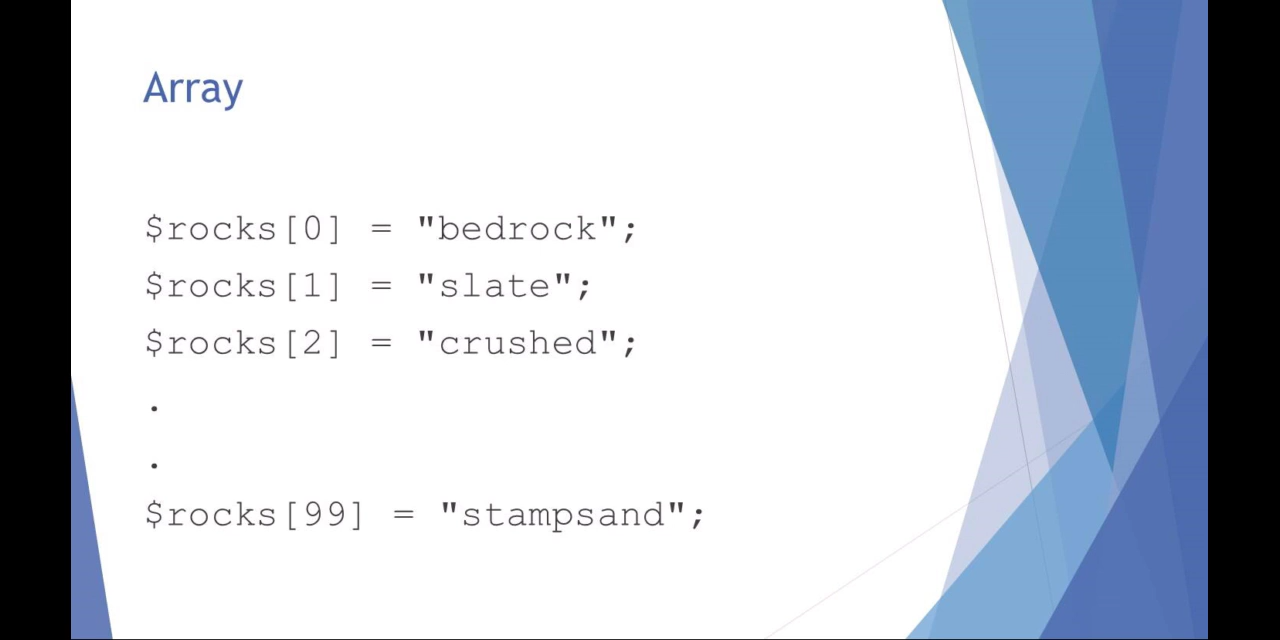 Array
$rocks[0] = "bedrock";
$rocks[1] = "slate";
$rocks[2] = "crushed";
.
.
$rocks[99] = "stampsand";